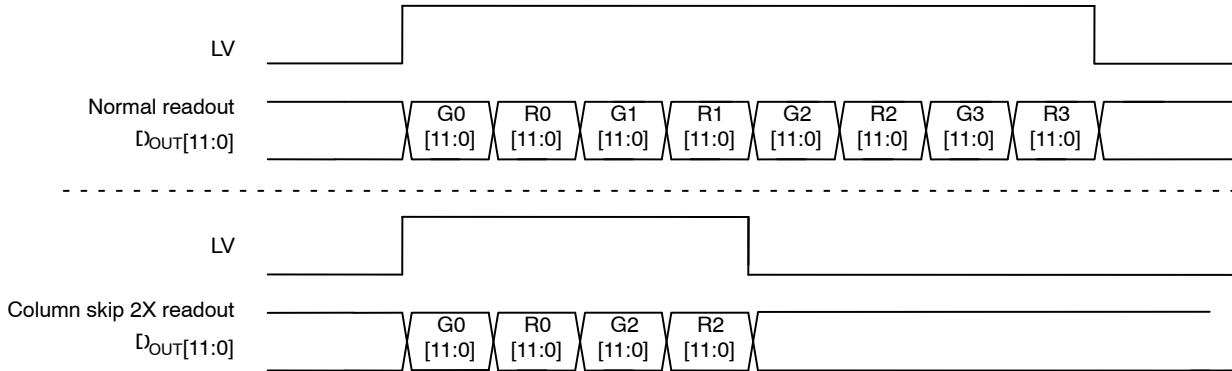 LV
Normal readout
DOUT[11:0]
G0 R0 G1 R1 G2 R2 G3 R3
[11:0] [11:0] [11:0] [11:0] [11:0] [11:0] [11:0] [11:0]
LV
Column skip 2X readout
DOUT[11:0]
G0 R0 G2 R2
[11:0] [11:0] [11:0] [11:0]